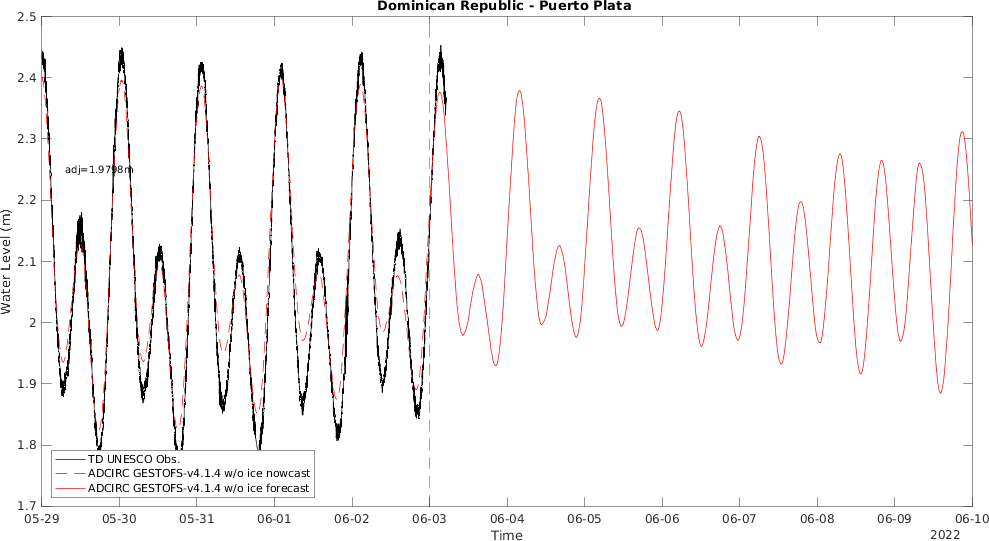 Dominican Republic - Puerto Plata
2.5
2.4
2.3
2.2
2.1
2
1.9
1.8
1.7
Water Level (m)
adj=1.9798m
TD UNESCO Obs.
ADCIRC GESTOFS-v4.1.4 w/o ice nowcast
ADCIRC GESTOFS-v4.1.4 w/o ice forecast
05-29 05-30 05-31 06-01 06-02 06-03 06-04 06-05 06-06 06-07 06-08 06-09 06-10
Time
2022